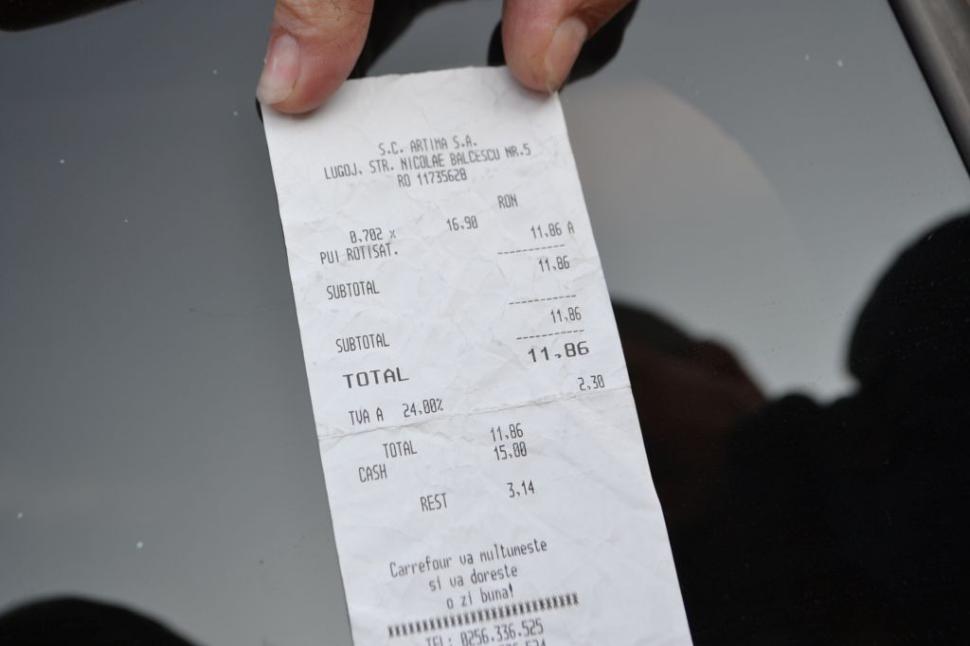 S.C. ARTIMA S.A.
LUGOJ, STR. NICOLAE BALCESCU NR.5
RO 11735628
RON
0,702 x 16,90
PUI ROTISAT. 11,86 A
SUBTOTAL 11,86
SUBTOTAL 11,86
TOTAL 11,86
TVA A 24,00% 2,30
TOTAL 11,86
CASH 15,00
REST 3,14
Carrefour va multumeste
si va doreste
o zi buna!
TEL: 0256.336.525